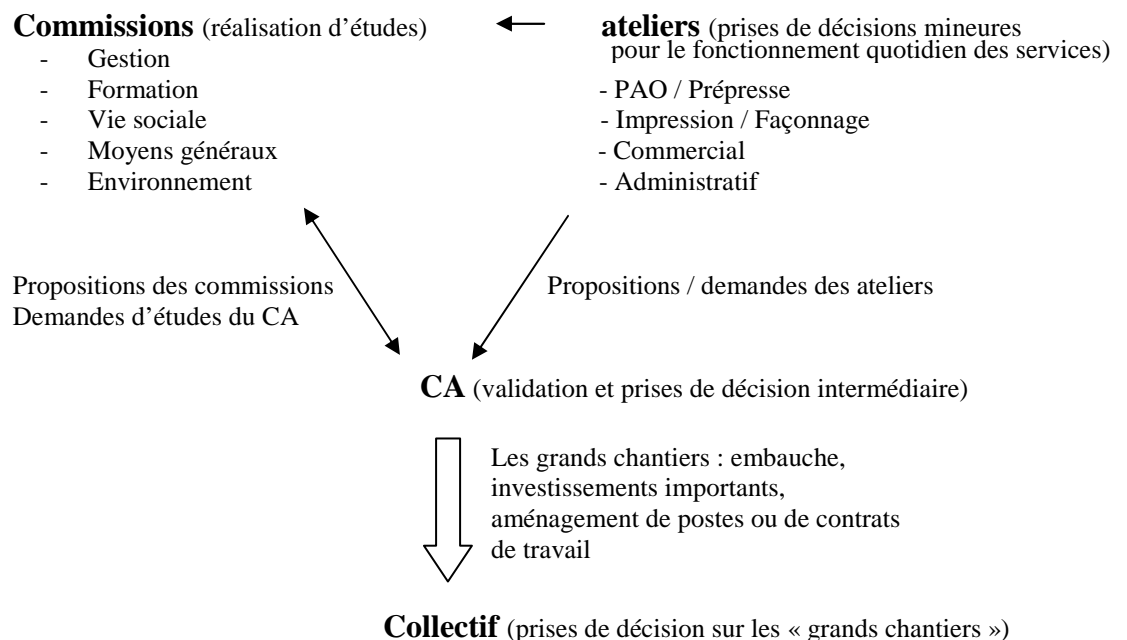 Commissions (réalisation d’études)
- Gestion
- Formation
- Vie sociale
- Moyens généraux
- Environnement
ateliers (prises de décisions mineures
pour le fonctionnement quotidien des services)
- PAO / Prépresse
- Impression / Façonnage
- Commercial
- Administratif
Propositions des commissions
Demandes d’études du CA
Propositions / demandes des ateliers
CA (validation et prises de décision intermédiaire)
Les grands chantiers : embauche,
investissements importants,
aménagement de postes ou de contrats
de travail
Collectif (prises de décision sur les « grands chantiers »)